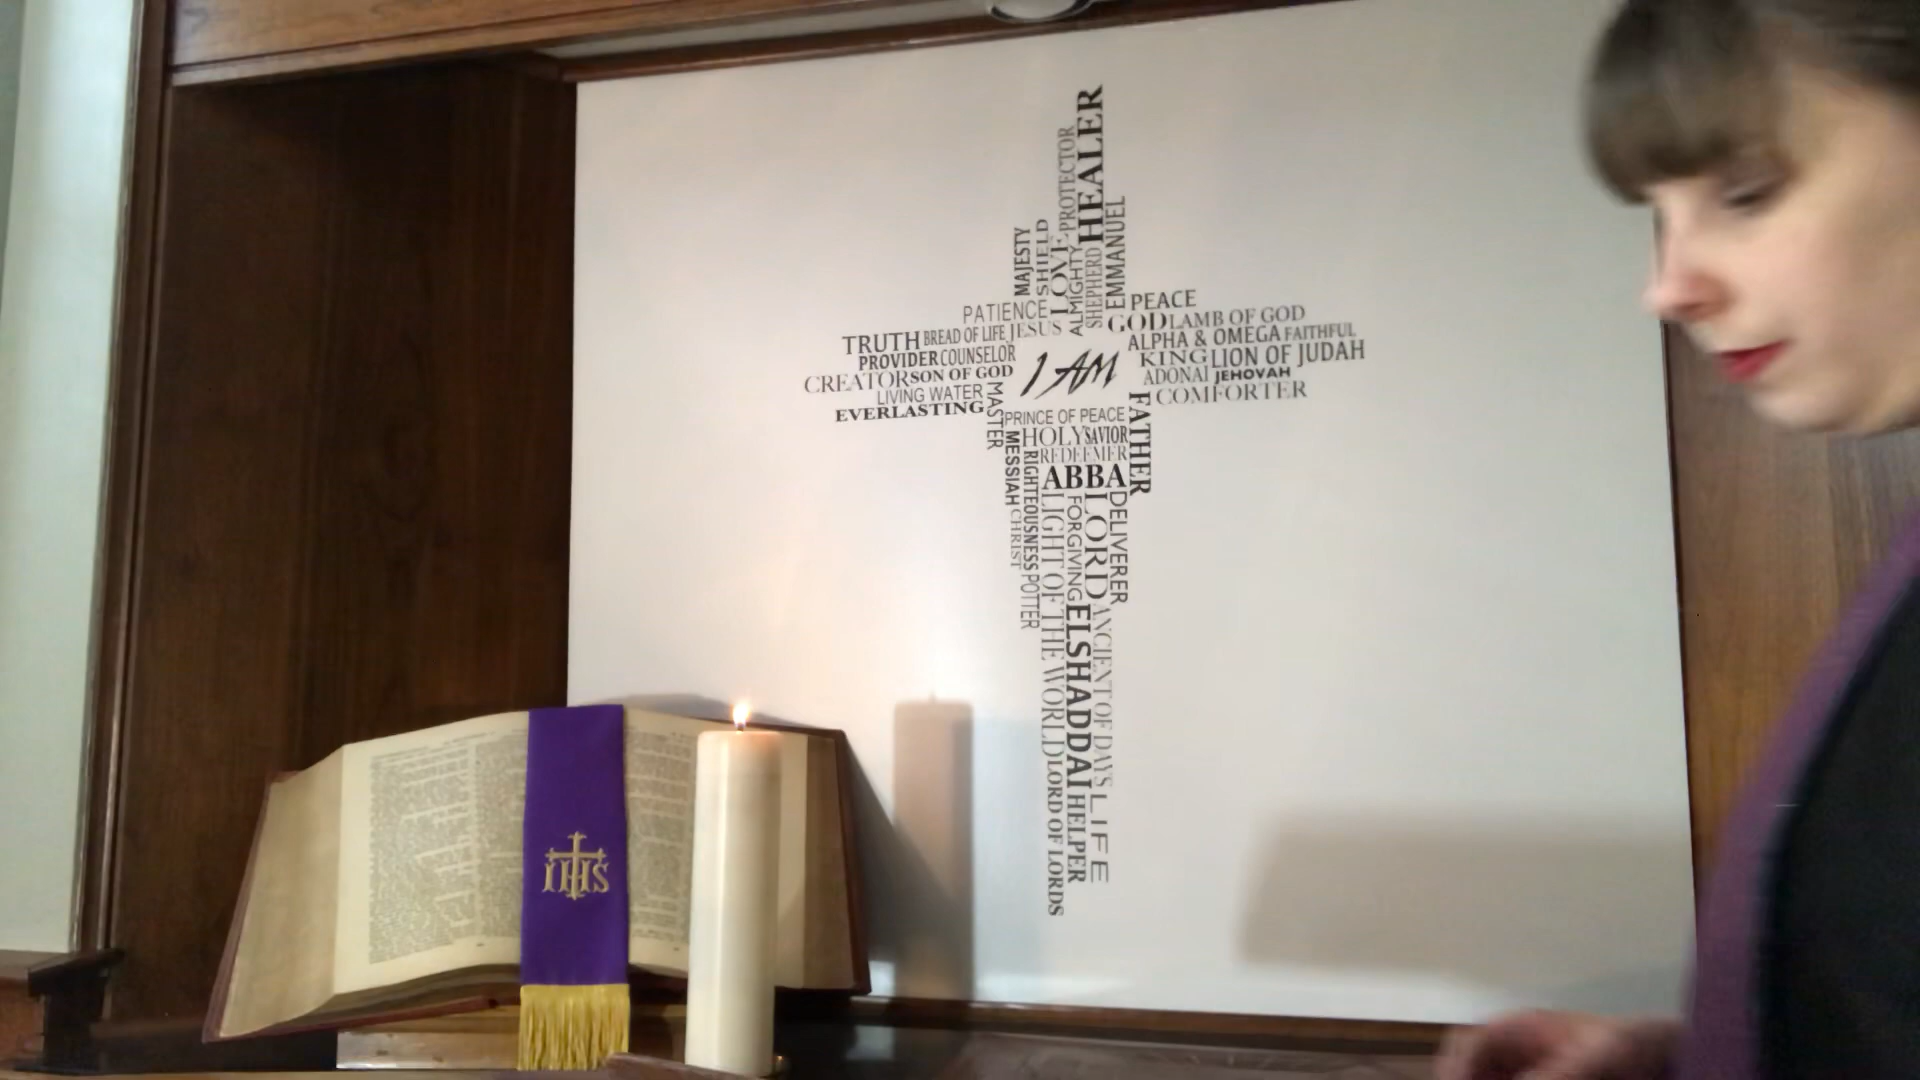 HEALER
PROTECTOR
EMMANUEL
SHIELD
MAJESTY
LOVE
ALMIGHTY
SHEPHERD
PATIENCE
PEACE
TRUTH BREAD OF LIFE JESUS
GOD LAMB OF GOD
ALPHA & OMEGA FAITHFUL
PROVIDER COUNSELOR
I AM
KING LION OF JUDAH
CREATOR SON OF GOD
ADONAI JEHOVAH
LIVING WATER
COMFORTER
EVERLASTING
MASTER
FATHER
PRINCE OF PEACE
HOLY SAVIOR
REDEEMER
ABBA
MESSIAH
CHRIST
RIGHTEOUSNESS
POTTER
LIGHT OF THE WORLD
FORGIVING
LORD
DELIVERER
ELSHADDAI
ANCIENT OF DAYS
LORD OF LORDS
HELPER
LIFE
IHS